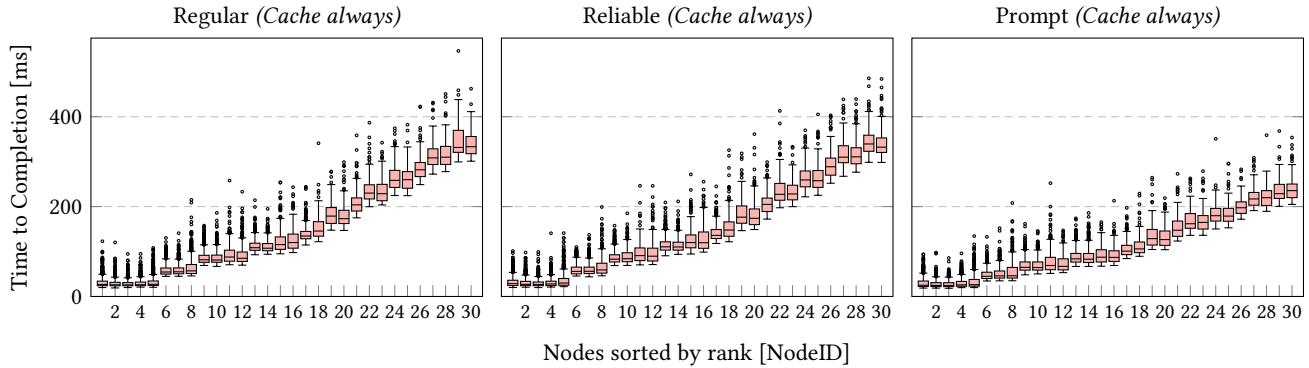 Regular (Cache always) Reliable (Cache always) Prompt (Cache always)
Time to Completion [ms]
400
200
0
2 4 6 8 10 12 14 16 18 20 22 24 26 28 30 2 4 6 8 10 12 14 16 18 20 22 24 26 28 30 2 4 6 8 10 12 14 16 18 20 22 24 26 28 30
Nodes sorted by rank [NodeID]